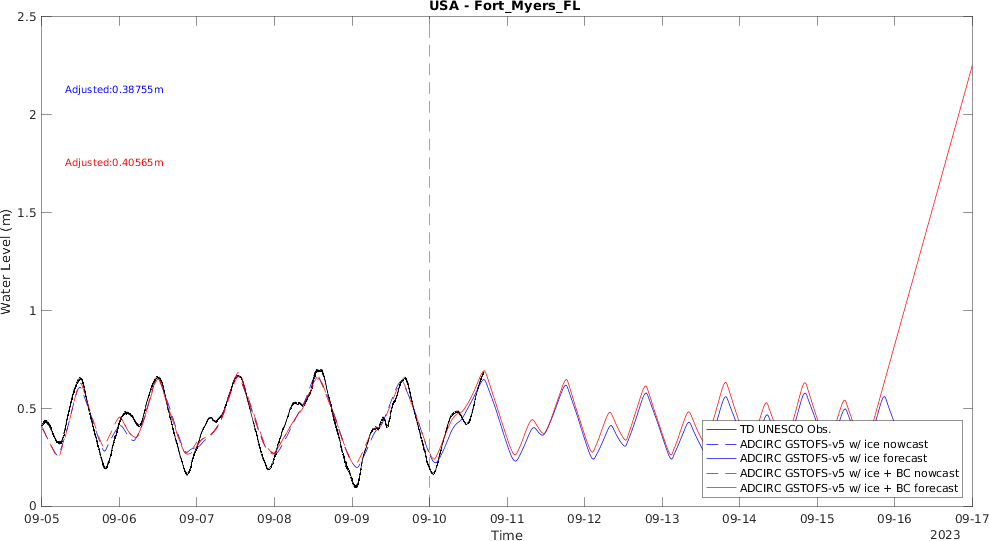 USA - Fort_Myers_FL
2.5
Adjusted:0.38755m
2
Adjusted:0.40565m
1.5
Water Level (m)
1
0.5
0
TD UNESCO Obs.
ADCIRC GSTOFS-v5 w/ ice nowcast
ADCIRC GSTOFS-v5 w/ ice forecast
ADCIRC GSTOFS-v5 w/ ice + BC nowcast
ADCIRC GSTOFS-v5 w/ ice + BC forecast
09-05 09-06 09-07 09-08 09-09 09-10 09-11 09-12 09-13 09-14 09-15 09-16 09-17
Time
2023